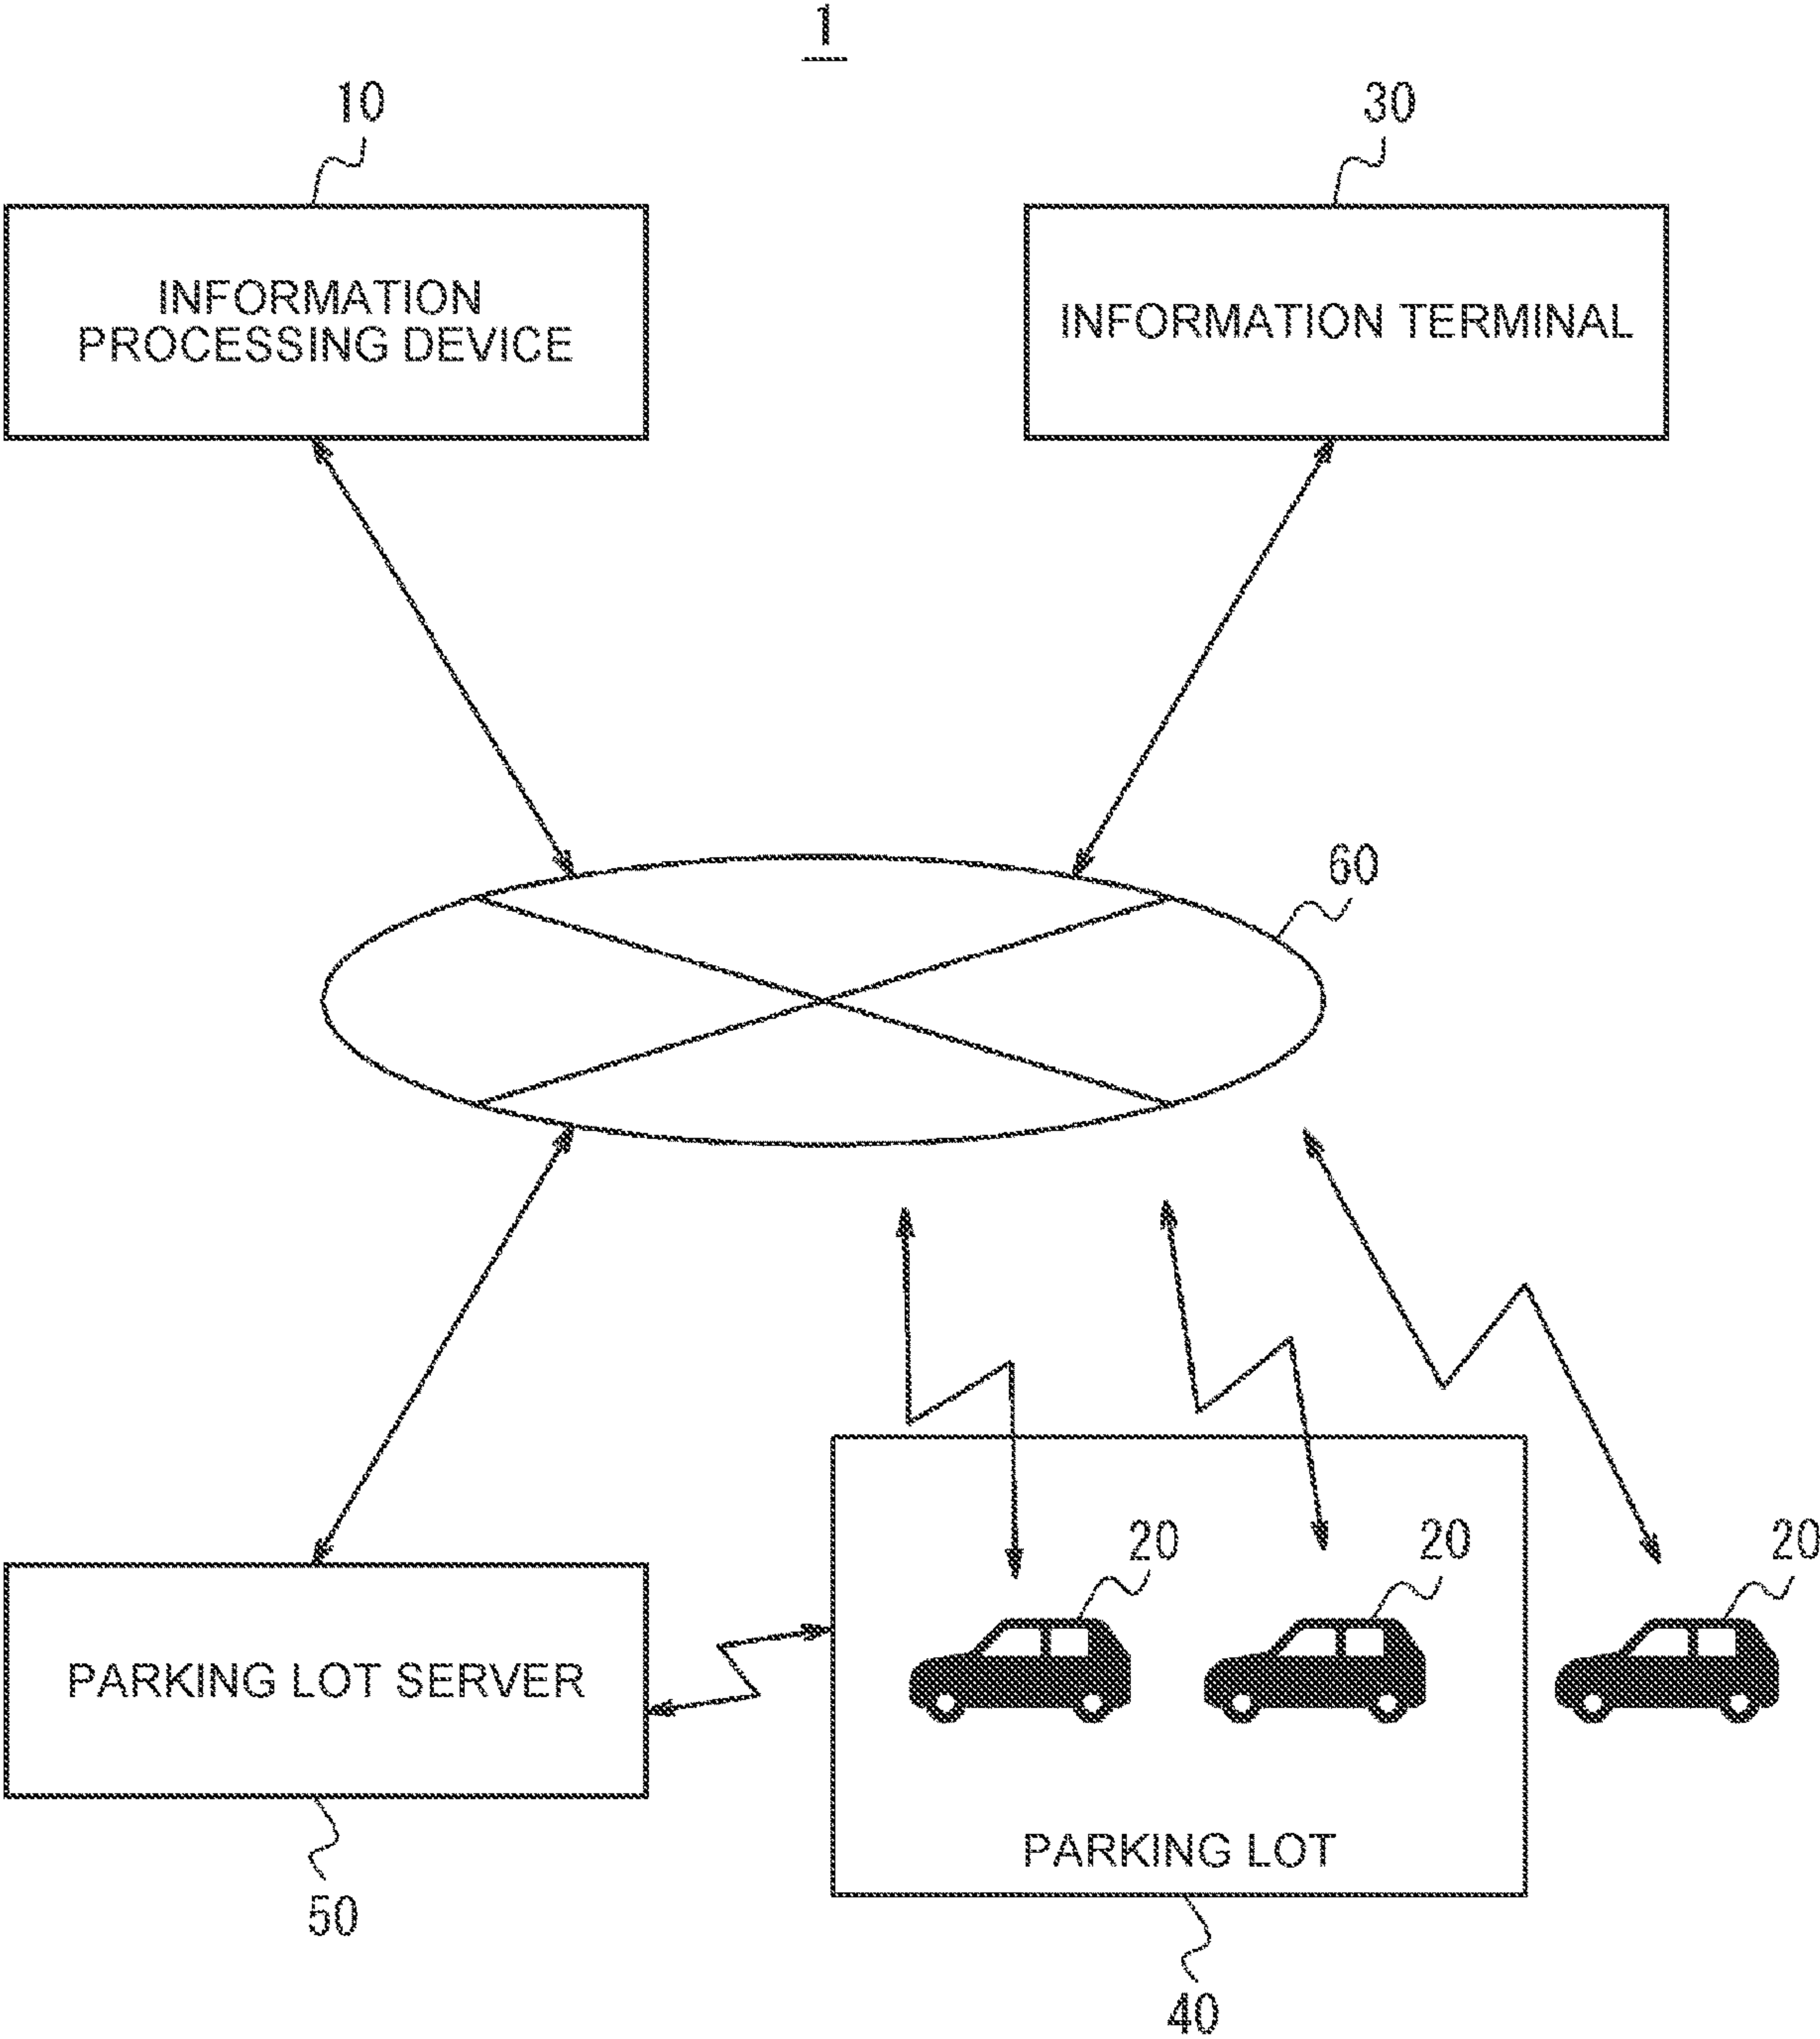 1
10
30
INFORMATION
PROCESSING DEVICE
INFORMATION TERMINAL
60
20
20
20
PARKING LOT SERVER
PARKING LOT
50
40